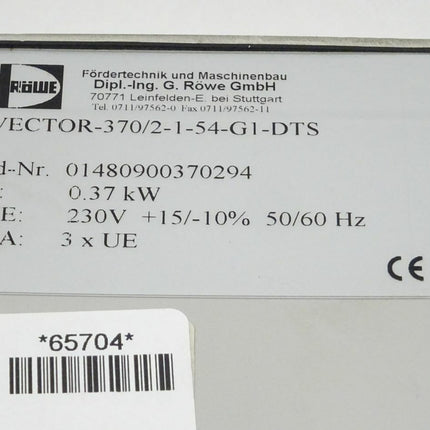 RÖWE
Fördertechnik und Maschinenbau
Dipl.-Ing. G. Röwe GmbH
70771 Leinfelden-E. bei Stuttgart
Tel. 0711/97562-0 Fax 0711/97562-11
VECTOR-370/2-1-54-G1-DTS
d-Nr. 01480900370294
: 0.37 kW
E: 230V +15/-10% 50/60 Hz
A: 3 x UE
CE
*65704*